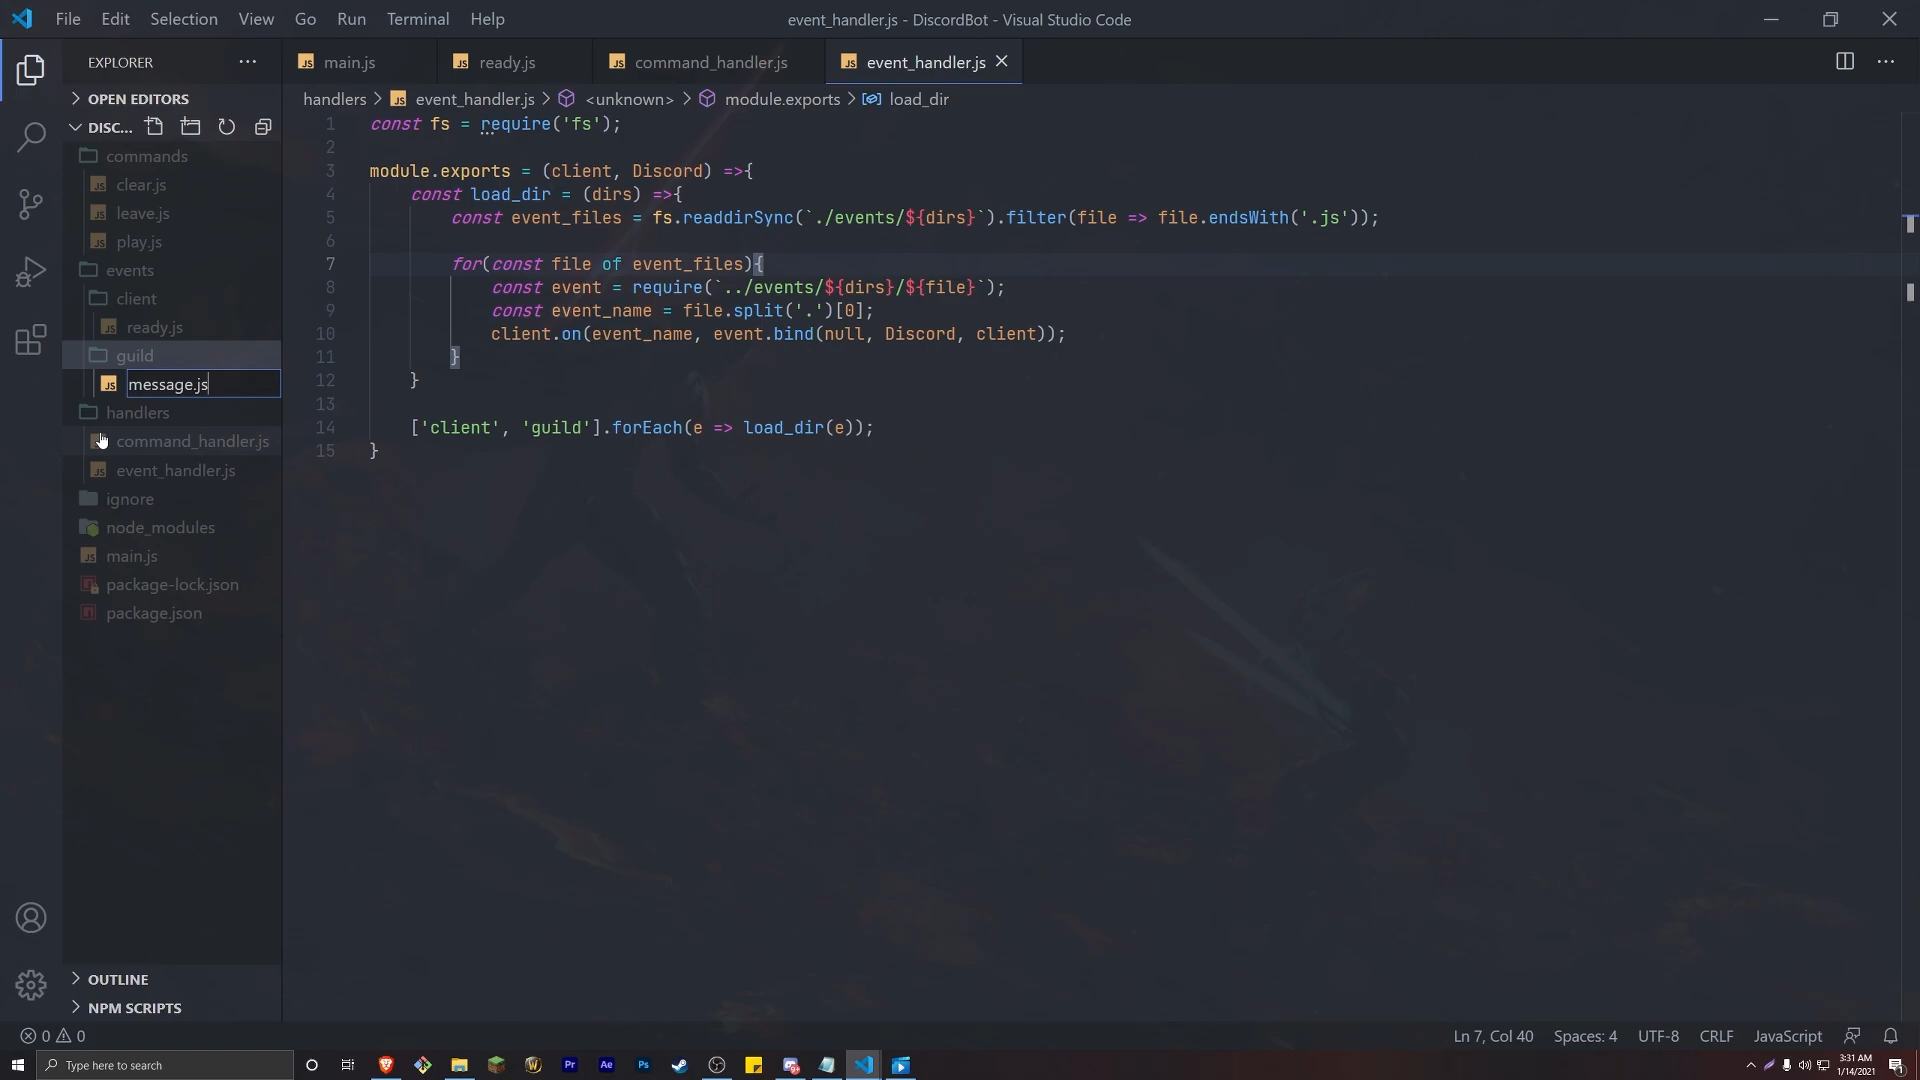 File Edit Selection View Go Run Terminal Help
event_handler.js - DiscordBot - Visual Studio Code
EXPLORER
main.js
ready.js
command_handler.js
event_handler.js
OPEN EDITORS
handlers > event_handler.js > <unknown> > module.exports > load_dir
DISC...
commands
clear.js
leave.js
play.js
events
client
ready.js
guild
message.js
handlers
command_handler.js
event_handler.js
ignore
node_modules
main.js
package-lock.json
package.json
OUTLINE
NPM SCRIPTS
1 const fs = require('fs');
2
3 module.exports = (client, Discord) =>{
4 const load_dir = (dirs) =>{
5 const event_files = fs.readdirSync(`./events/${dirs}`).filter(file => file.endsWith('.js'));
6
7 for(const file of event_files){
8 const event = require(`../events/${dirs}/${file}`);
9 const event_name = file.split('.')[0];
10 client.on(event_name, event.bind(null, Discord, client));
11 }
12 }
13
14 ['client', 'guild'].forEach(e => load_dir(e));
15 }
0 0
Ln 7, Col 40 Spaces: 4 UTF-8 CRLF JavaScript
Type here to search
Pr Ae Ps
3:31 AM
1/14/2021